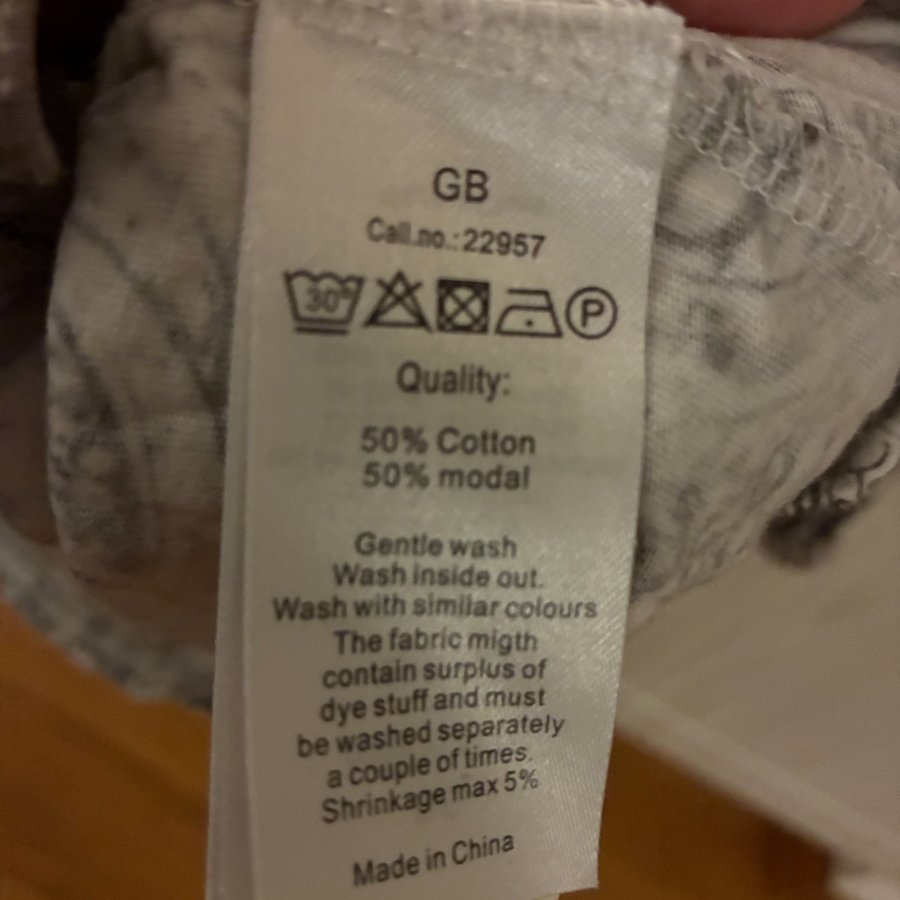 GB
Call.no.:22957
30°
P
Quality:
50% Cotton
50% modal
Gentle wash
Wash inside out.
Wash with similar colours
The fabric migth
contain surplus of
dye stuff and must
be washed separately
a couple of times.
Shrinkage max 5%
Made in China